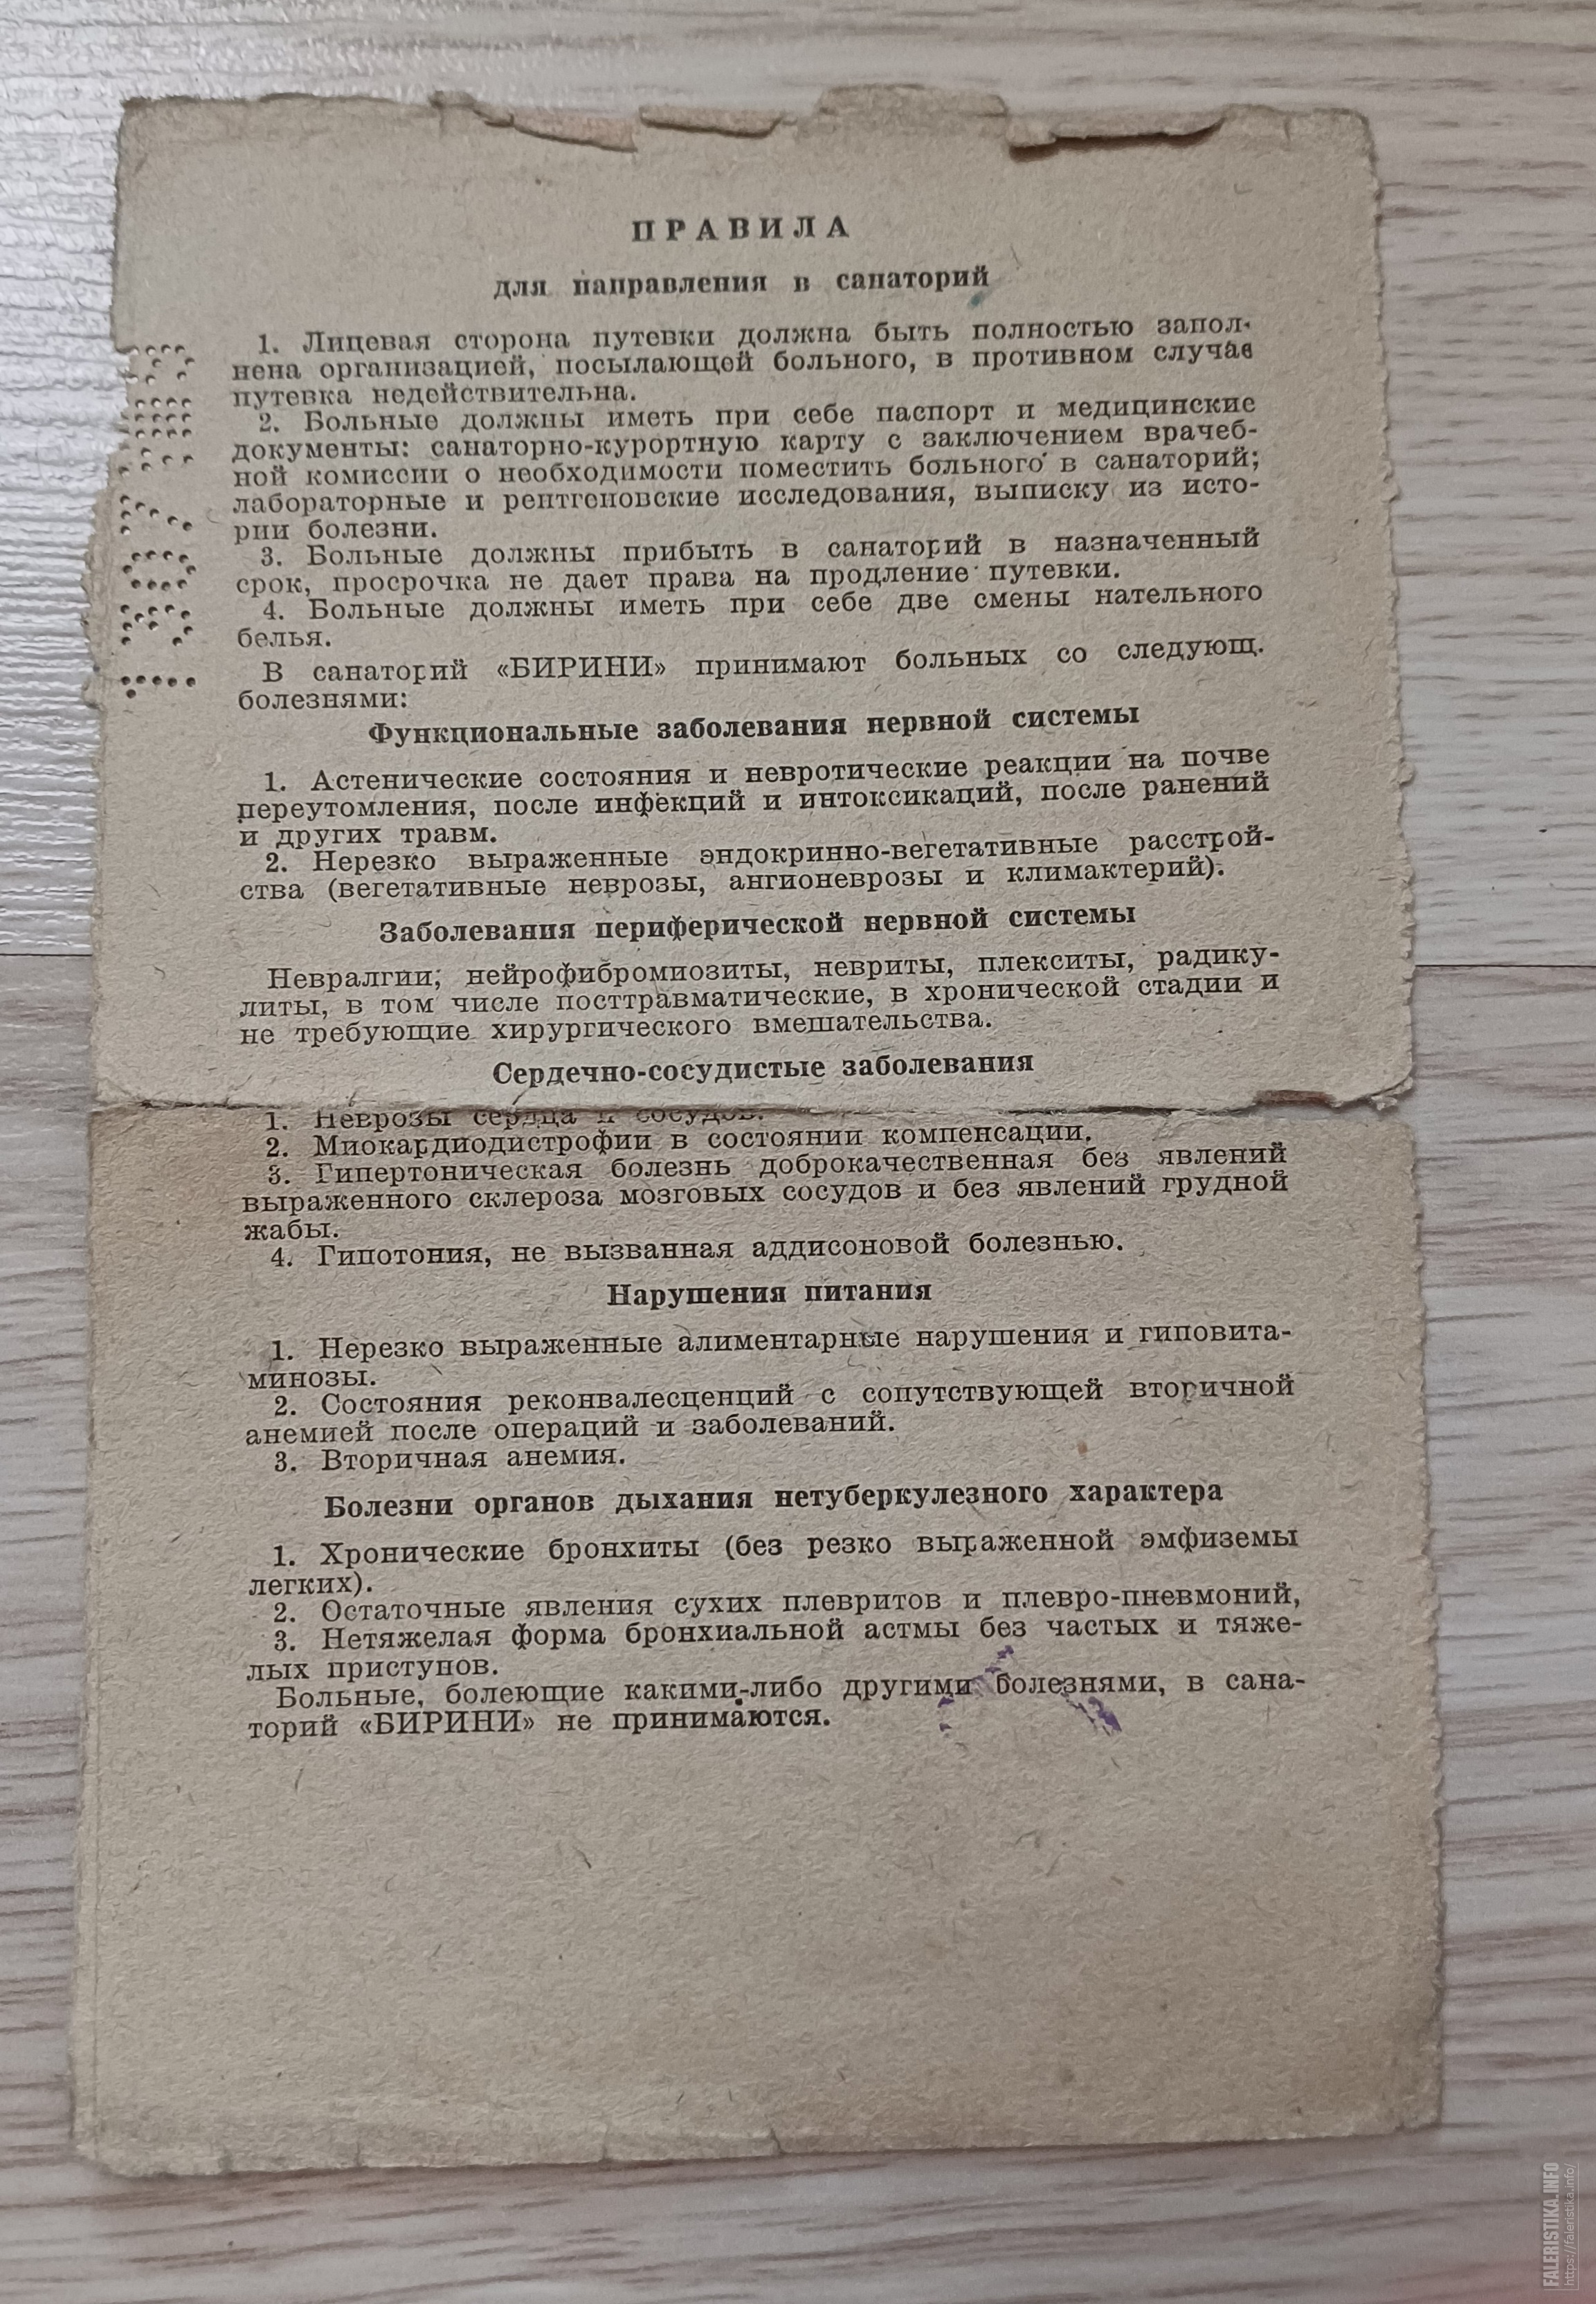 ПРАВИЛА
для направления в санаторий
1. Лицевая сторона путевки должна быть полностью запол-
нена организацией, посылающей больного, в противном случае
путевка недействительна.
2. Больные должны иметь при себе паспорт и медицинские
документы: санаторно-курортную карту с заключением врачеб-
ной комиссии о необходимости поместить больного в санаторий;
лабораторные и рентгеновские исследования, выписку из исто-
рии болезни.
3. Больные должны прибыть в санаторий в назначенный
срок, просрочка не дает права на продление путевки.
4. Больные должны иметь при себе две смены нательного
белья.
В санаторий «БИРИНИ» принимают больных со следующ.
болезнями:
Функциональные заболевания нервной системы
1. Астенические состояния и невротические реакции на почве
переутомления, после инфекций и интоксикаций, после ранений
и других травм.
2. Нерезко выраженные эндокринно-вегетативные расстрой-
ства (вегетативные неврозы, ангионеврозы и климактерий).
Заболевания периферической нервной системы
Невралгии; нейрофибромиозиты, невриты, плекситы, радику-
литы, в том числе посттравматические, в хронической стадии и
не требующие хирургического вмешательства.
Сердечно-сосудистые заболевания
1. Неврозы сердца и сосудов.
2. Миокардиодистрофии в состоянии компенсации.
3. Гипертоническая болезнь доброкачественная без явлений
выраженного склероза мозговых сосудов и без явлений грудной
жабы.
4. Гипотония, не вызванная аддисоновой болезнью.
Нарушения питания
1. Нерезко выраженные алиментарные нарушения и гиповита-
минозы.
2. Состояния реконвалесценций с сопутствующей вторичной
анемией после операций и заболеваний.
3. Вторичная анемия.
Болезни органов дыхания нетуберкулезного характера
1. Хронические бронхиты (без резко выраженной эмфиземы
легких).
2. Остаточные явления сухих плевритов и плевро-пневмоний,
3. Нетяжелая форма бронхиальной астмы без частых и тяже-
лых приступов.
Больные, болеющие какими-либо другими болезнями, в сана-
торий «БИРИНИ» не принимаются.
FALERISTIKA.INFO
https://faleristika.info/